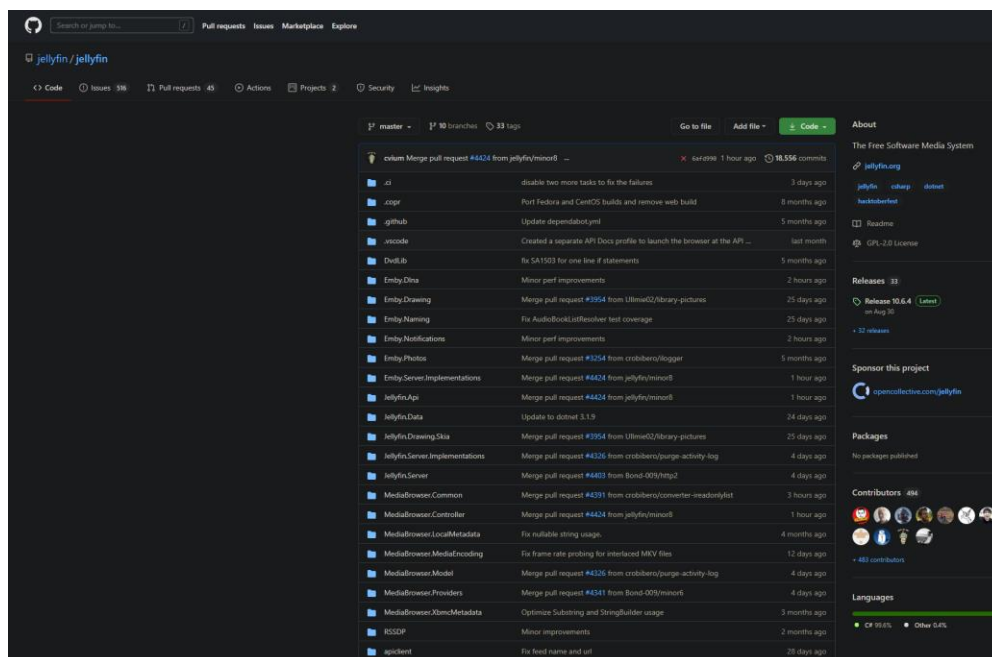 Search or jump to... /
Pull requests Issues Marketplace Explore
jellyfin / jellyfin
Code Issues 516 Pull requests 45 Actions Projects 2 Security Insights
master 10 branches 33 tags Go to file Add file Code
cvium Merge pull request #4424 from jellyfin/minor8 ... 6efd998 1 hour ago 18,556 commits
.ci disable two more tasks to fix the failures 3 days ago
.copr Port Fedora and CentOS builds and remove web build 8 months ago
.github Update dependabot.yml 5 months ago
.vscode Created a separate API Docs profile to launch the browser at the API ... last month
DvdLib fix SA1503 for one line if statements 5 months ago
Emby.Dlna Minor perf improvements 2 hours ago
Emby.Drawing Merge pull request #3954 from Ullmie02/library-pictures 25 days ago
Emby.Naming Fix AudioBookListResolver test coverage 25 days ago
Emby.Notifications Minor perf improvements 2 hours ago
Emby.Photos Merge pull request #3254 from crobibero/ilogger 5 months ago
Emby.Server.Implementations Merge pull request #4424 from jellyfin/minor8 1 hour ago
Jellyfin.Api Merge pull request #4424 from jellyfin/minor8 1 hour ago
Jellyfin.Data Update to dotnet 3.1.9 24 days ago
Jellyfin.Drawing.Skia Merge pull request #3954 from Ullmie02/library-pictures 25 days ago
Jellyfin.Server.Implementations Merge pull request #4326 from crobibero/purge-activity-log 4 days ago
Jellyfin.Server Merge pull request #4403 from Bond-009/http2 4 days ago
MediaBrowser.Common Merge pull request #4391 from crobibero/converter-ireadonlylist 3 hours ago
MediaBrowser.Controller Merge pull request #4424 from jellyfin/minor8 1 hour ago
MediaBrowser.LocalMetadata Fix nullable string usage. 4 months ago
MediaBrowser.MediaEncoding Fix frame rate probing for interlaced MKV files 12 days ago
MediaBrowser.Model Merge pull request #4326 from crobibero/purge-activity-log 4 days ago
MediaBrowser.Providers Merge pull request #4341 from Bond-009/minor6 4 days ago
MediaBrowser.XbmcMetadata Optimize Substring and StringBuilder usage 3 months ago
RSSDP Minor improvements 2 months ago
apiclient Fix feed name and url 28 days ago
About
The Free Software Media System
jellyfin.org
jellyfin csharp dotnet
hacktoberfest
Readme
GPL-2.0 License
Releases 33
Release 10.6.4 Latest
on Aug 30
+ 32 releases
Sponsor this project
opencollective.com/jellyfin
Packages
No packages published
Contributors 494
+ 483 contributors
Languages
C# 99.6% Other 0.4%